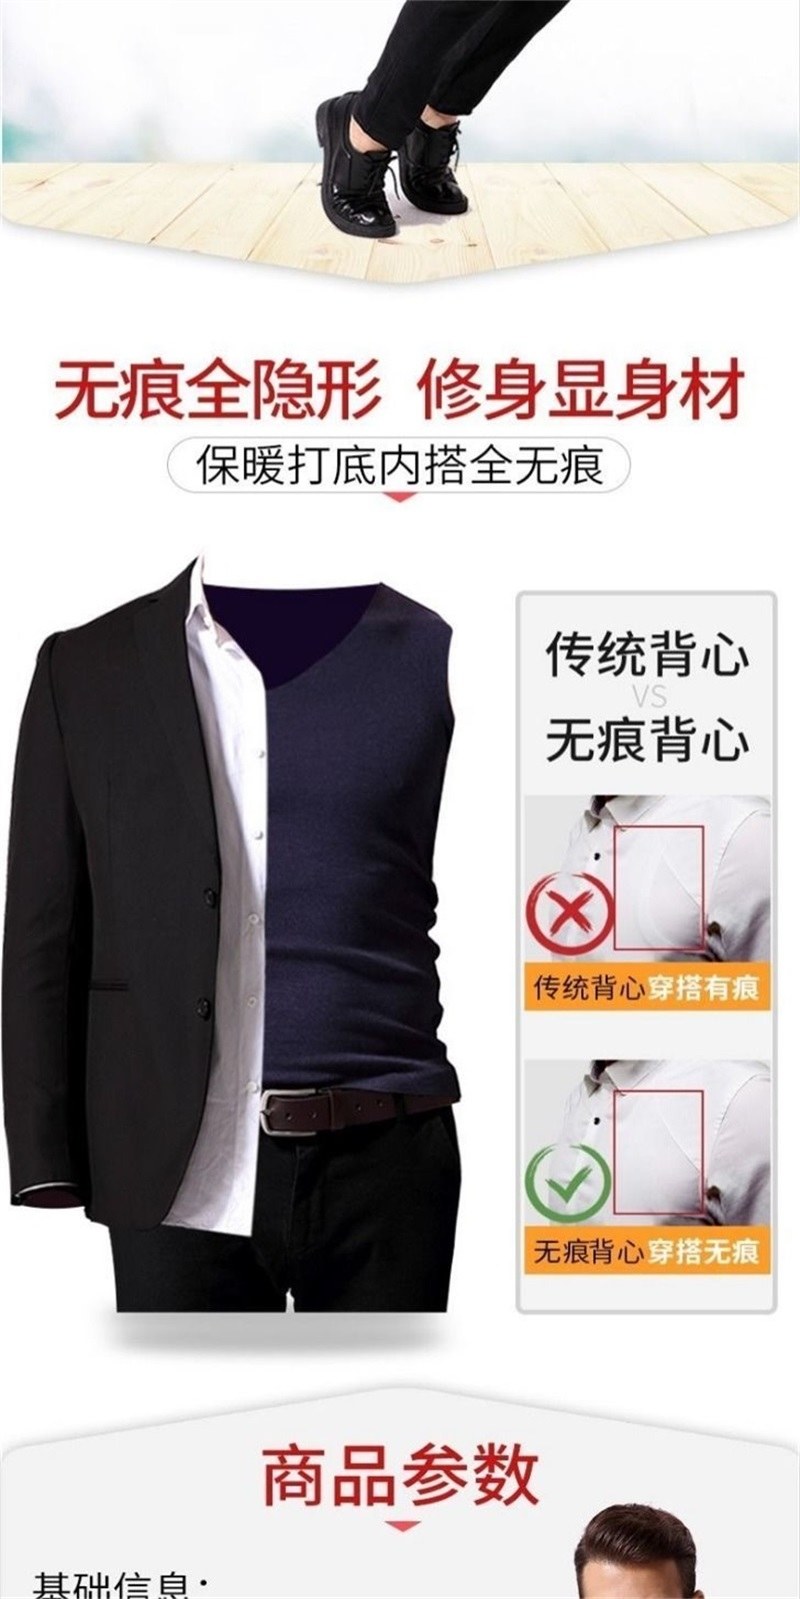 无痕全隐形 修身显身材
保暖打底内搭全无痕
传统背心
VS
无痕背心
传统背心穿搭有痕
无痕背心穿搭无痕
商品参数
基础信息：